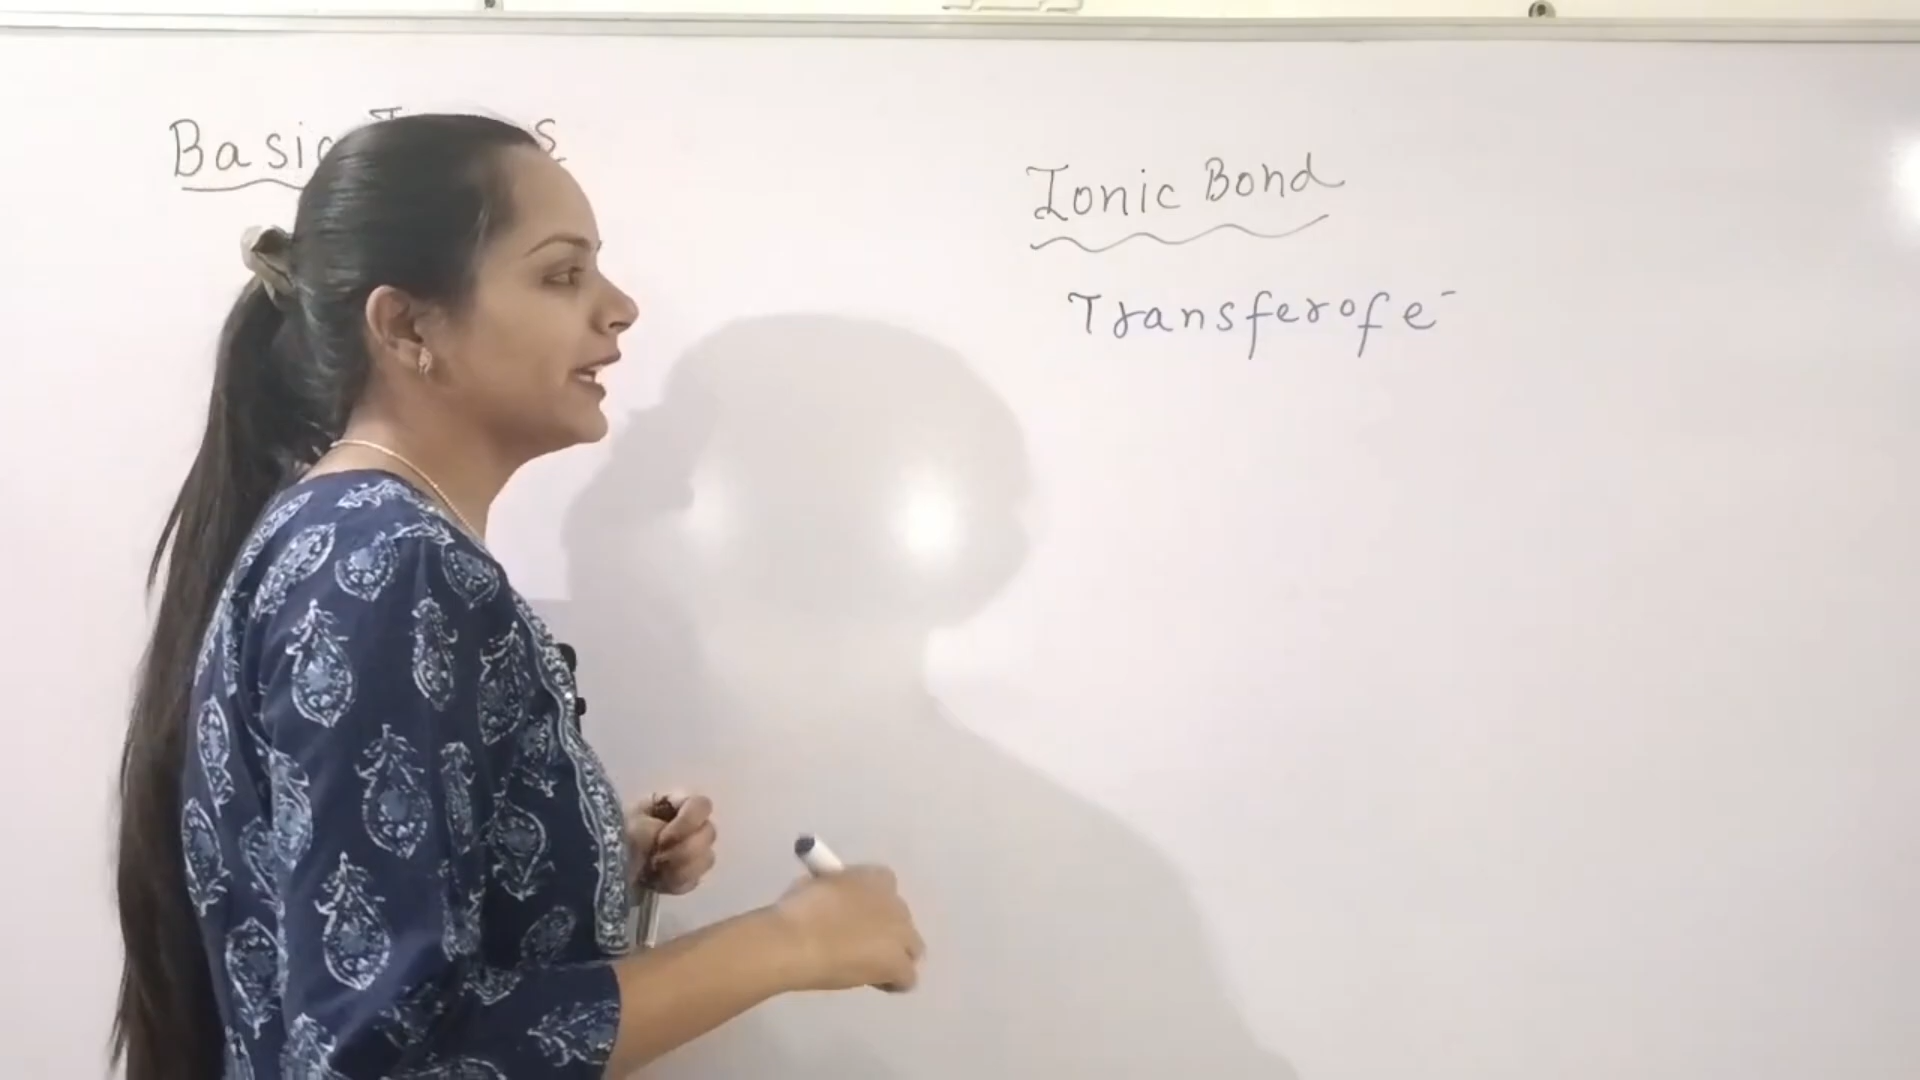 Basic
Ionic Bond
Transfer of e⁻